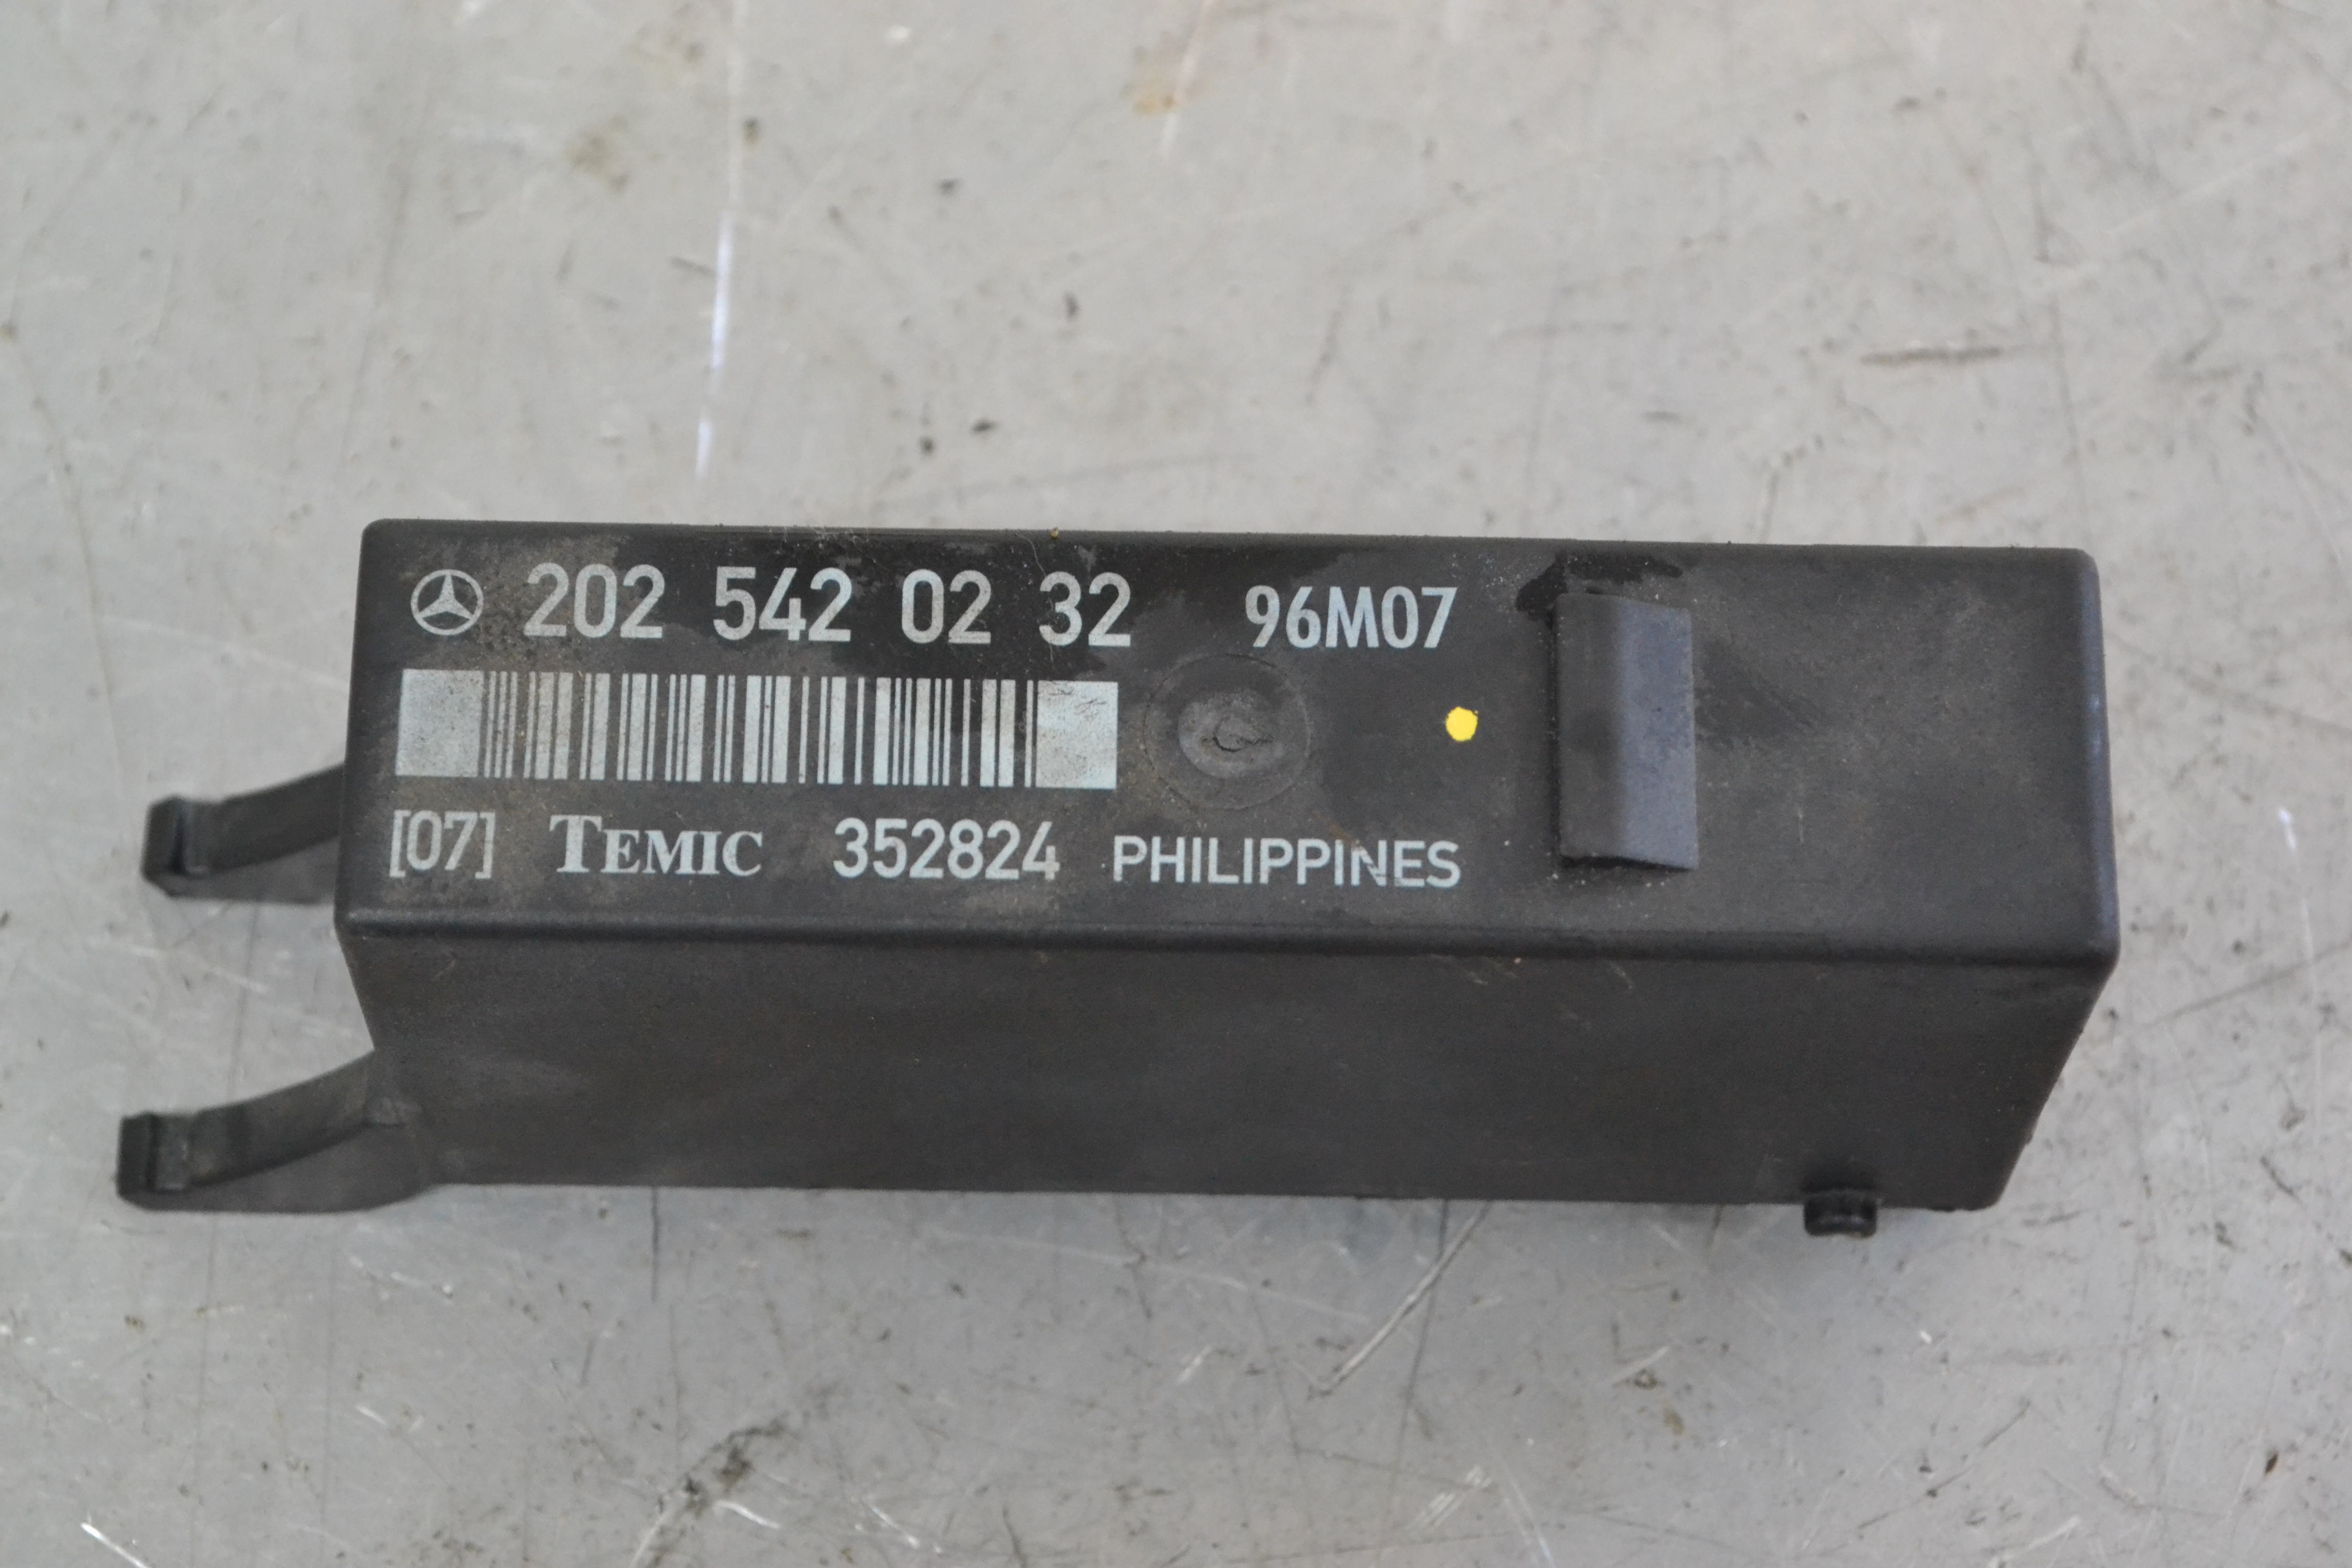 202 542 02 32 96M07
[07] TEMIC 352824 PHILIPPINES